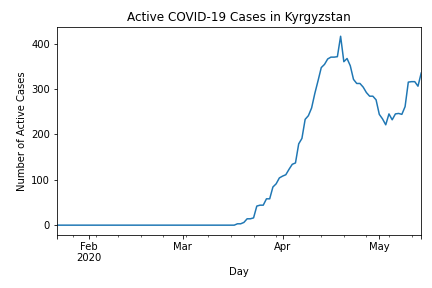 Active COVID-19 Cases in Kyrgyzstan
Number of Active Cases
400
300
200
100
0
Feb
2020
Mar
Apr
May
Day